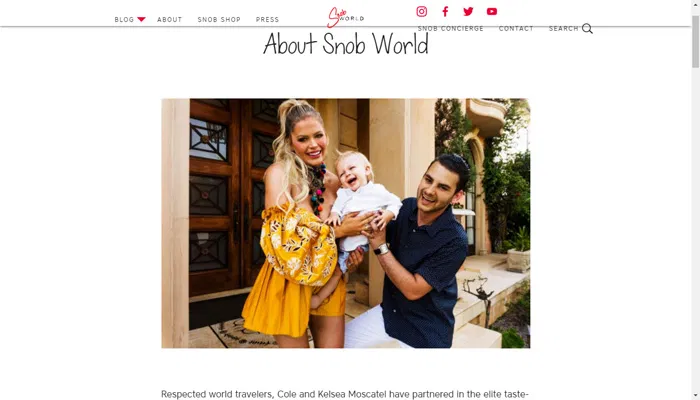 BLOG ABOUT SNOB SHOP PRESS
Snob WORLD
SNOB CONCIERGE CONTACT SEARCH
About Snob World
Respected world travelers, Cole and Kelsea Moscatel have partnered in the elite taste-